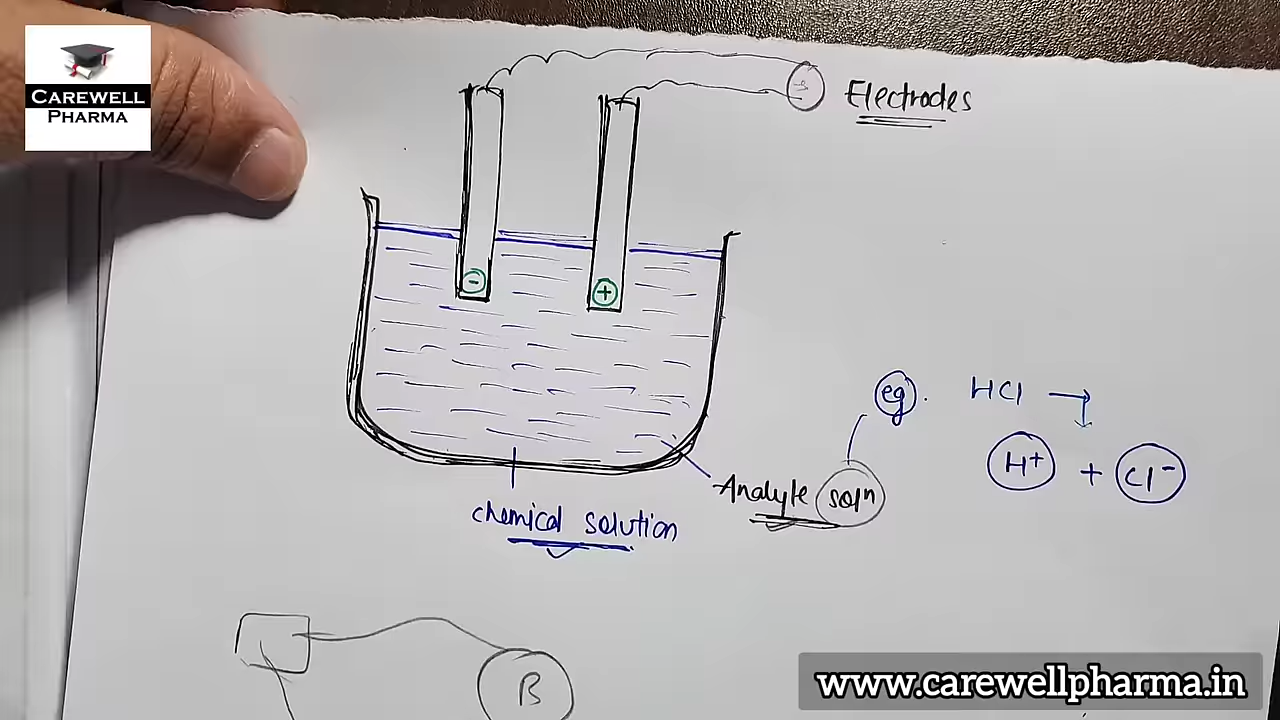 CAREWELL
PHARMA
Electrodes
-
+
eg. HCl →
H+ + Cl-
Analyte soln
chemical solution
B
www.carewellpharma.in